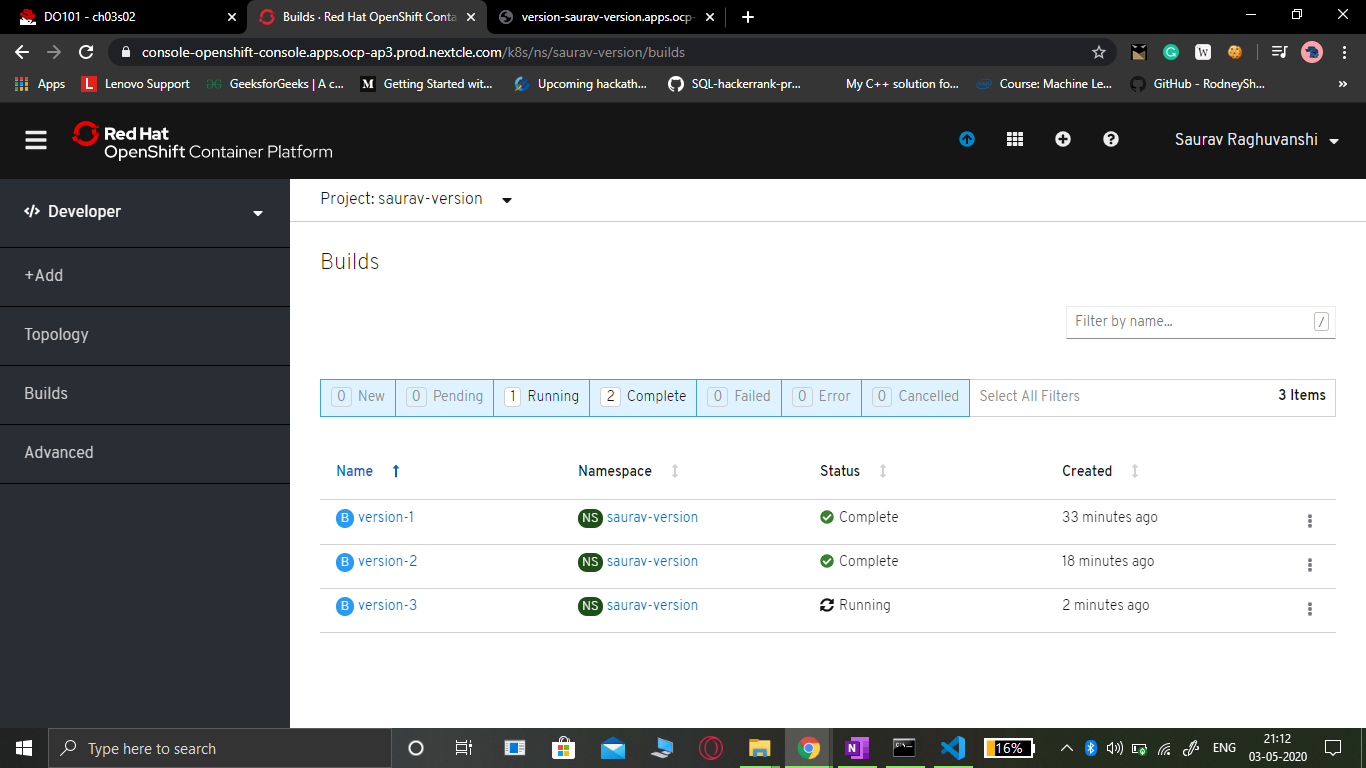 DO101 - ch03s02
Builds · Red Hat OpenShift Conta
version-saurav-version.apps.ocp-
console-openshift-console.apps.ocp-ap3.prod.nextcle.com/k8s/ns/saurav-version/builds
Apps
L Lenovo Support
GeeksforGeeks | A c...
M Getting Started wit...
Upcoming hackath...
SQL-hackerrank-pr...
My C++ solution fo...
Course: Machine Le...
GitHub - RodneySh...
»
Red Hat
OpenShift Container Platform
Saurav Raghuvanshi
</> Developer
Project: saurav-version
+Add
Topology
Builds
Advanced
Builds
Filter by name... /
0 New 0 Pending 1 Running 2 Complete 0 Failed 0 Error 0 Cancelled Select All Filters 3 Items
Name Namespace Status Created
B version-1 NS saurav-version Complete 33 minutes ago
B version-2 NS saurav-version Complete 18 minutes ago
B version-3 NS saurav-version Running 2 minutes ago
Type here to search
16%
ENG
21:12
03-05-2020